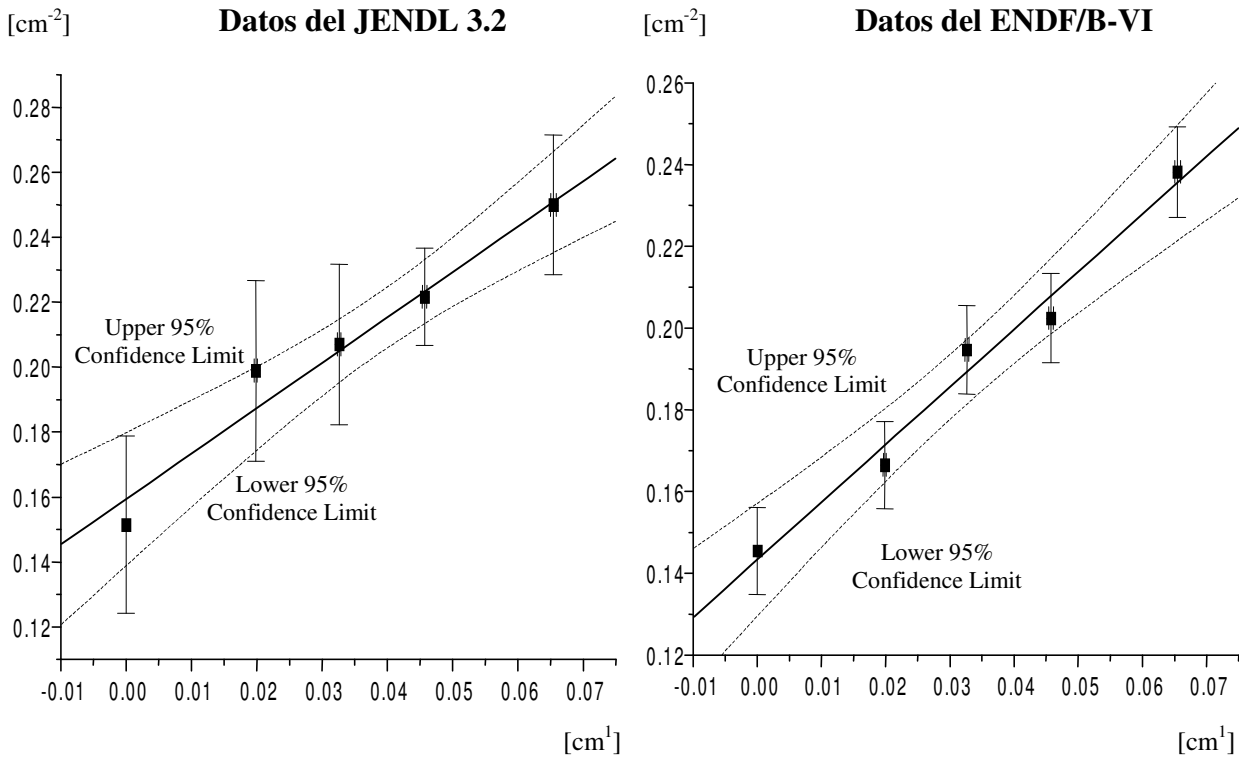 [cm-2]
Datos del JENDL 3.2
0.28
0.26
0.24
0.22
0.20
0.18
0.16
0.14
0.12
Upper 95%
Confidence Limit
Lower 95%
Confidence Limit
-0.01 0.00 0.01 0.02 0.03 0.04 0.05 0.06 0.07
[cm1]
[cm-2]
Datos del ENDF/B-VI
0.26
0.24
0.22
0.20
0.18
0.16
0.14
0.12
Upper 95%
Confidence Limit
Lower 95%
Confidence Limit
-0.01 0.00 0.01 0.02 0.03 0.04 0.05 0.06 0.07
[cm1]